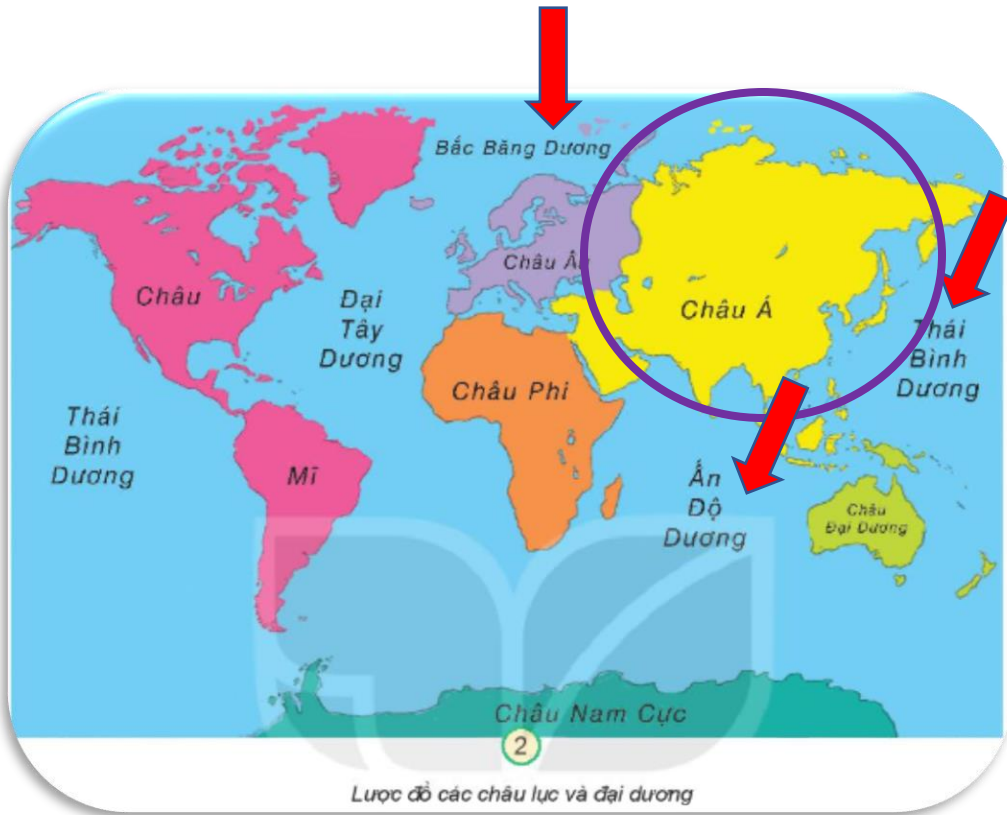 Bắc Băng Dương
Châu Âu
Châu
Đại
Tây
Dương
Châu Á
Thái
Bình
Dương
Châu Phi
Thái
Bình
Dương
Mĩ
Ấn
Độ
Dương
Châu
Đại Dương
Châu Nam Cực
2
Lược đồ các châu lục và đại dương